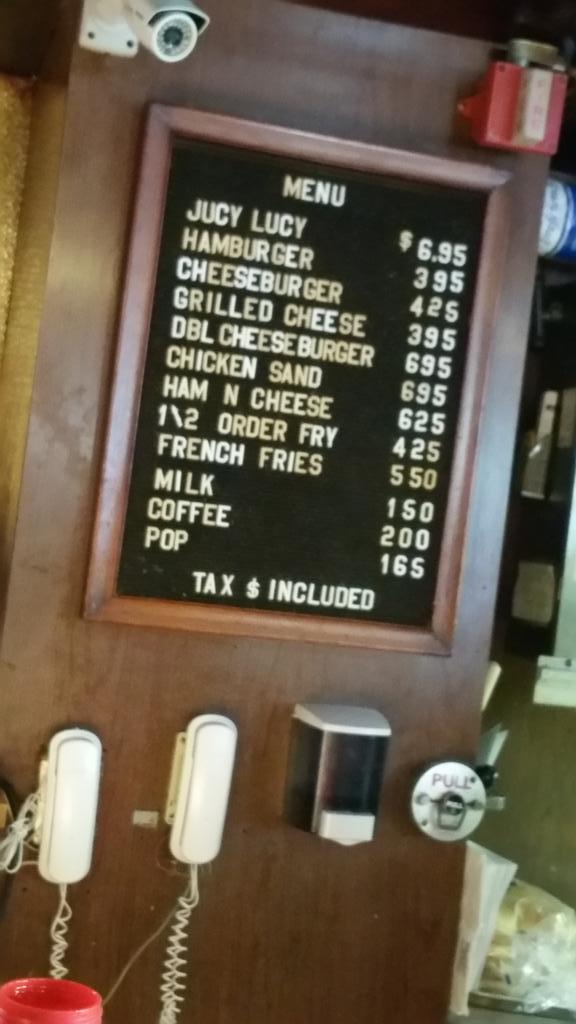 MENU
JUCY LUCY $ 6.95
HAMBURGER 395
CHEESEBURGER 425
GRILLED CHEESE 395
DBL CHEESEBURGER 695
CHICKEN SAND 695
HAM N CHEESE 625
1\2 ORDER FRY 425
FRENCH FRIES 550
MILK 150
COFFEE 200
POP 165
TAX $ INCLUDED
PULL